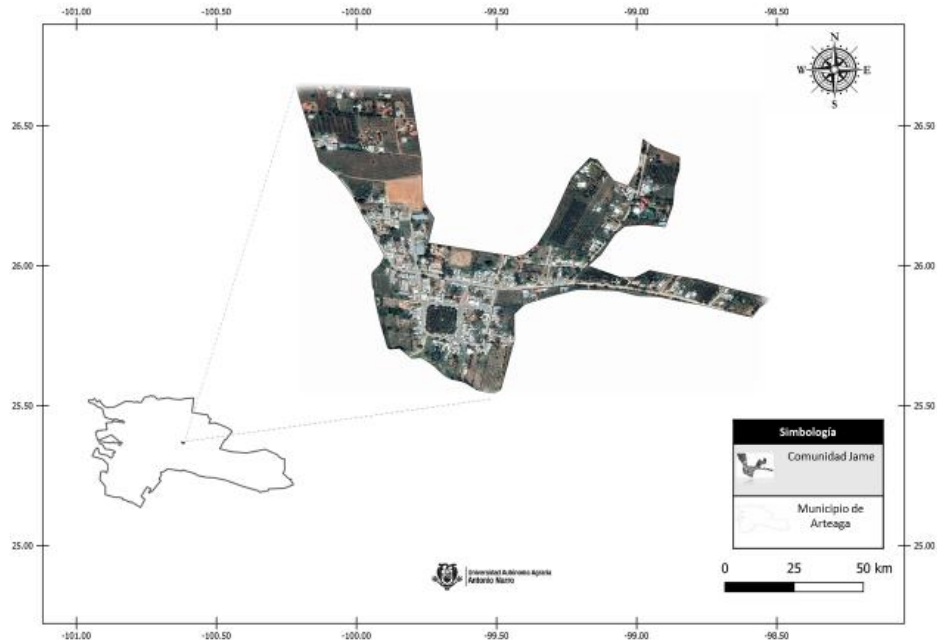 -101.00 -100.50 -100.00 -99.50 -99.00 -98.50
N
W E
S
26.50 26.50
26.00 26.00
25.50 25.50
Simbología
Comunidad Jame
Municipio de
Arteaga
25.00 25.00
Universidad Autónoma Agraria
Antonio Narro
0 25 50 km
-101.00 -100.50 -100.00 -99.50 -99.00 -98.50